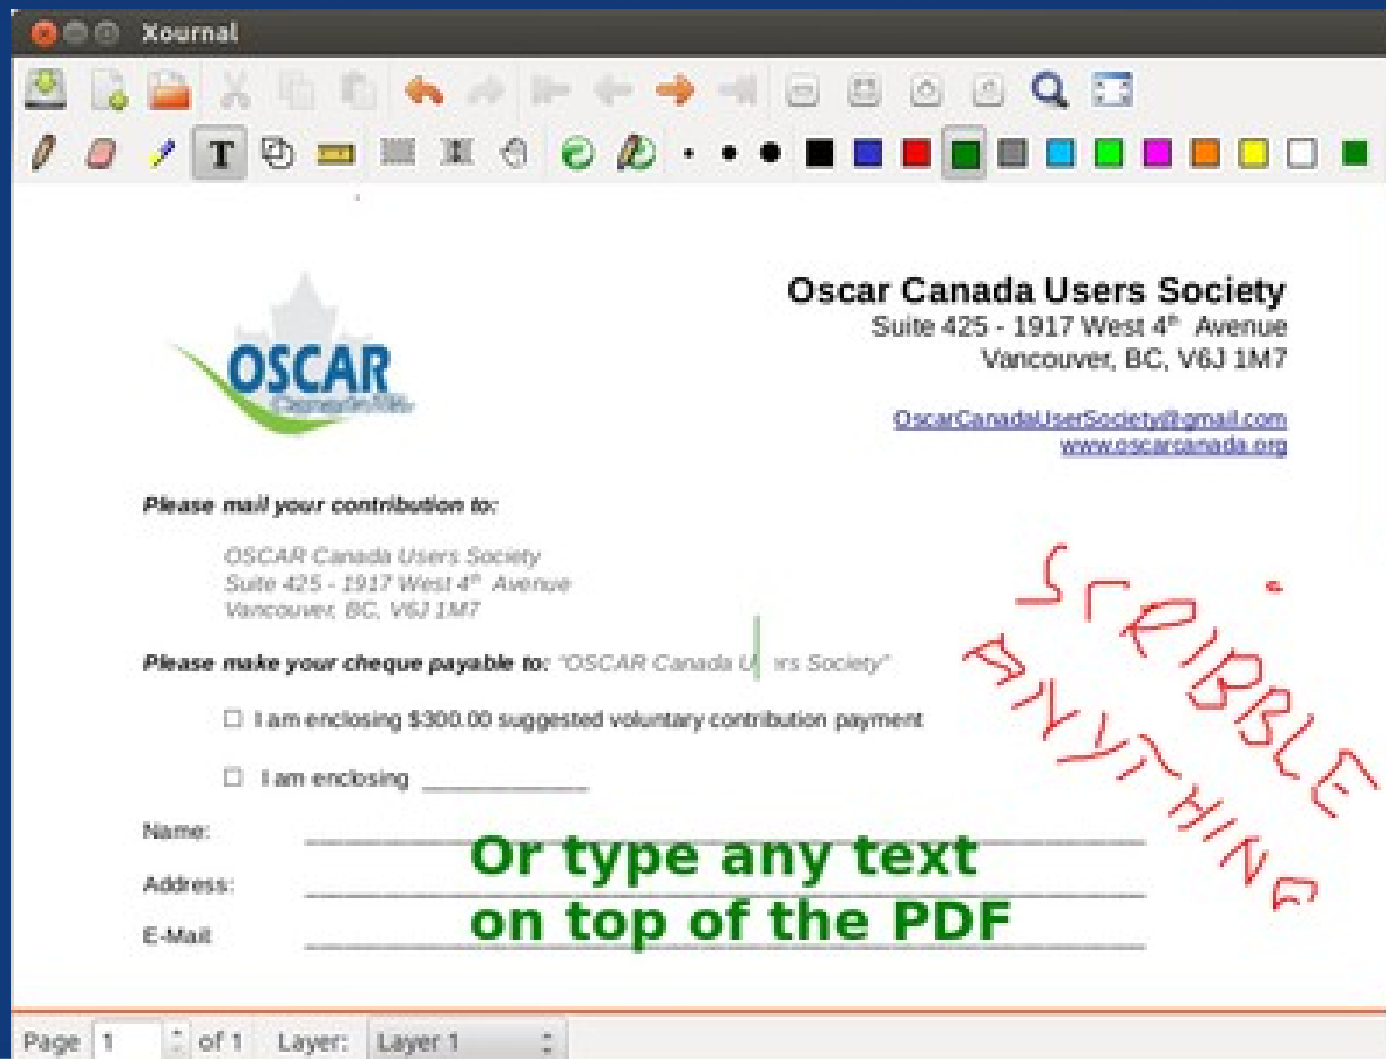 Xournal
T
OSCAR
Oscar Canada Users Society
Suite 425 - 1917 West 4th Avenue
Vancouver, BC, V6J 1M7
OscarCanadaUserSociety@gmail.com
www.oscarcanada.org
Please mail your contribution to:
OSCAR Canada Users Society
Suite 425 - 1917 West 4th Avenue
Vancouver, BC, V6J 1M7
Please make your cheque payable to: "OSCAR Canada U ers Society"
I am enclosing $300.00 suggested voluntary contribution payment
I am enclosing
SCRIBBLE
ANYTHING
Name:
Address:
E-Mail:
Or type any text
on top of the PDF
Page 1 of 1 Layer: Layer 1